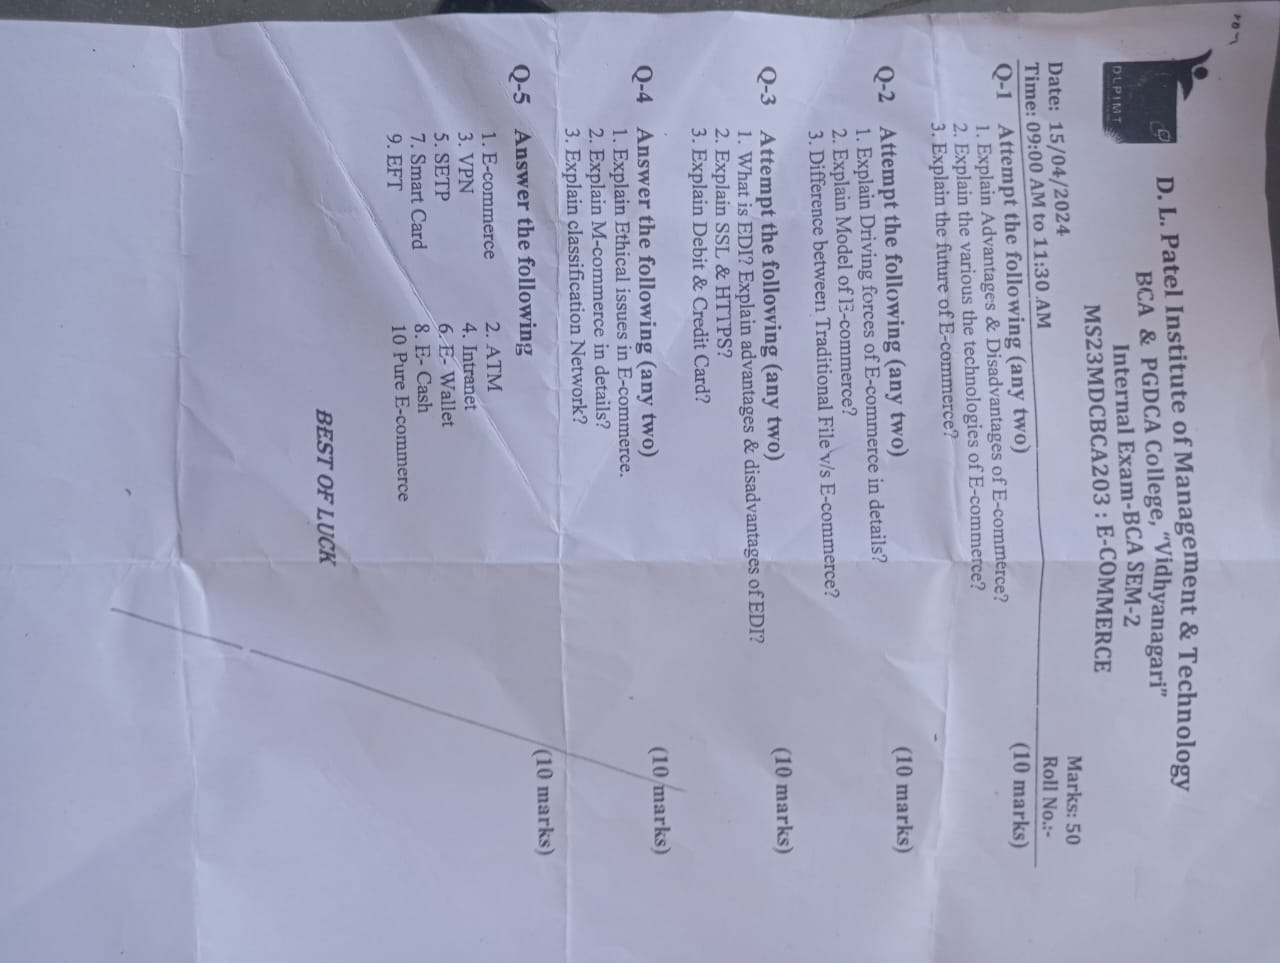 DLPIMT
D. L. Patel Institute of Management & Technology
BCA & PGDCA College, "Vidhyanagari"
Internal Exam-BCA SEM-2
MS23MDCBCA203 : E-COMMERCE
Date: 15/04/2024 Marks: 50
Time: 09:00 AM to 11:30 AM Roll No.:-
Q-1 Attempt the following (any two) (10 marks)
1. Explain Advantages & Disadvantages of E-commerce?
2. Explain the various the technologies of E-commerce?
3. Explain the future of E-commerce?
Q-2 Attempt the following (any two) (10 marks)
1. Explain Driving forces of E-commerce in details?
2. Explain Model of E-commerce?
3. Difference between Traditional File v/s E-commerce?
Q-3 Attempt the following (any two) (10 marks)
1. What is EDI? Explain advantages & disadvantages of EDI?
2. Explain SSL & HTTPS?
3. Explain Debit & Credit Card?
Q-4 Answer the following (any two) (10 marks)
1. Explain Ethical issues in E-commerce.
2. Explain M-commerce in details?
3. Explain classification Network?
Q-5 Answer the following (10 marks)
1. E-commerce 2. ATM
3. VPN 4. Intranet
5. SETP 6. E- Wallet
7. Smart Card 8. E- Cash
9. EFT 10 Pure E-commerce
BEST OF LUCK